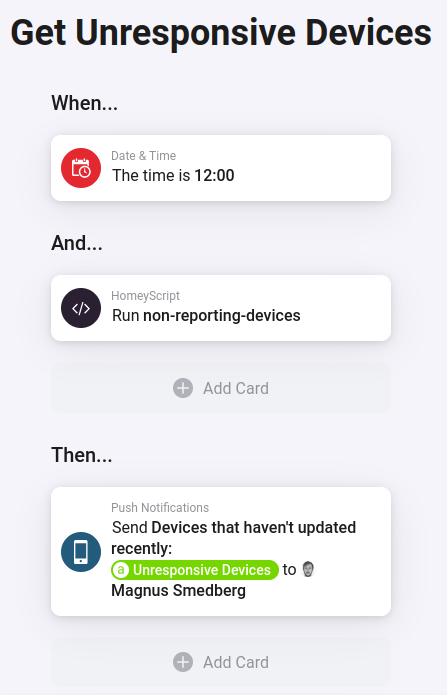 Get Unresponsive Devices
When...
Date & Time
The time is 12:00
And...
HomeyScript
</>
Run non-reporting-devices
Add Card
Then...
Push Notifications
Send Devices that haven't updated
recently:
a Unresponsive Devices to
Magnus Smedberg
Add Card